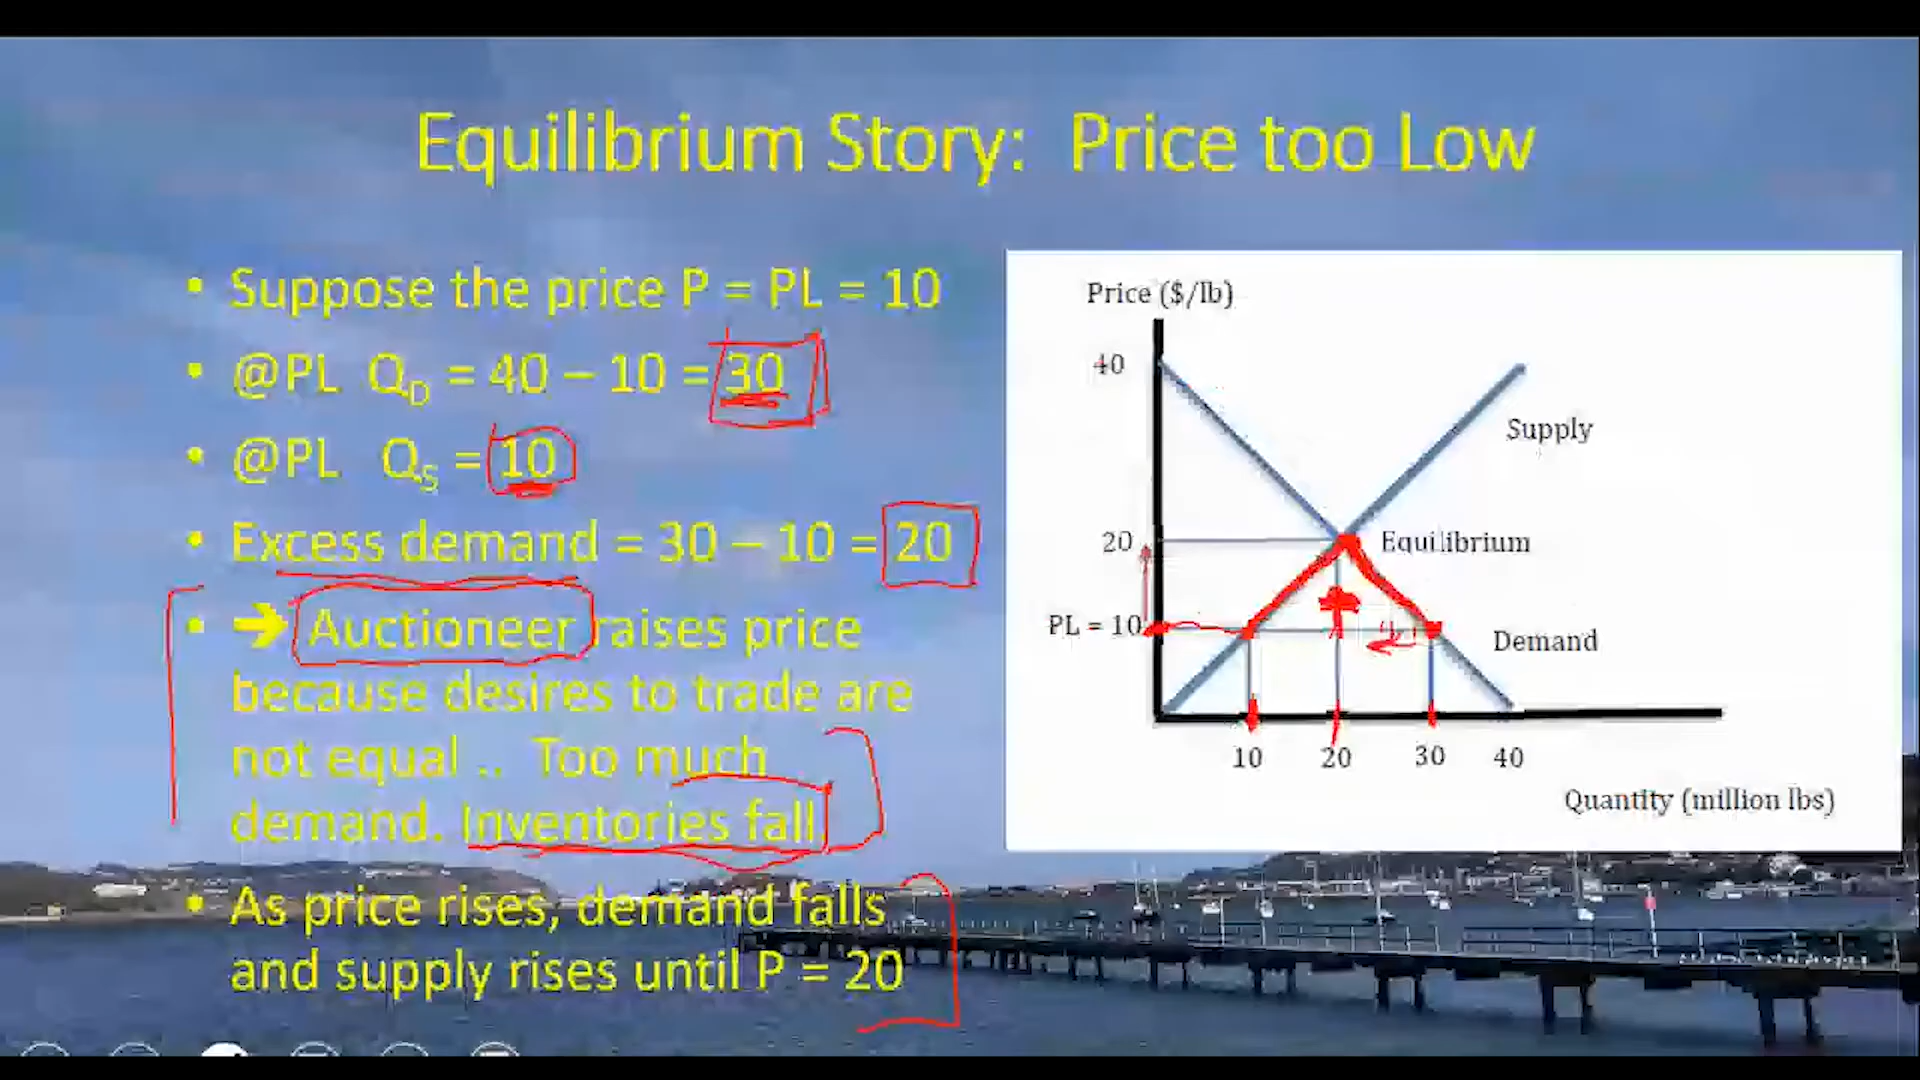 Equilibrium Story: Price too Low
• Suppose the price P = PL = 10
• @PL Q_D = 40 – 10 = 30
• @PL Q_S = 10
• Excess demand = 30 – 10 = 20
• ➔ Auctioneer raises price
because desires to trade are
not equal .. Too much
demand. Inventories fall.
• As price rises, demand falls
and supply rises until P = 20
Price ($/lb)
40
Supply
20
Equilibrium
PL = 10
Demand
10 20 30 40
Quantity (million lbs)